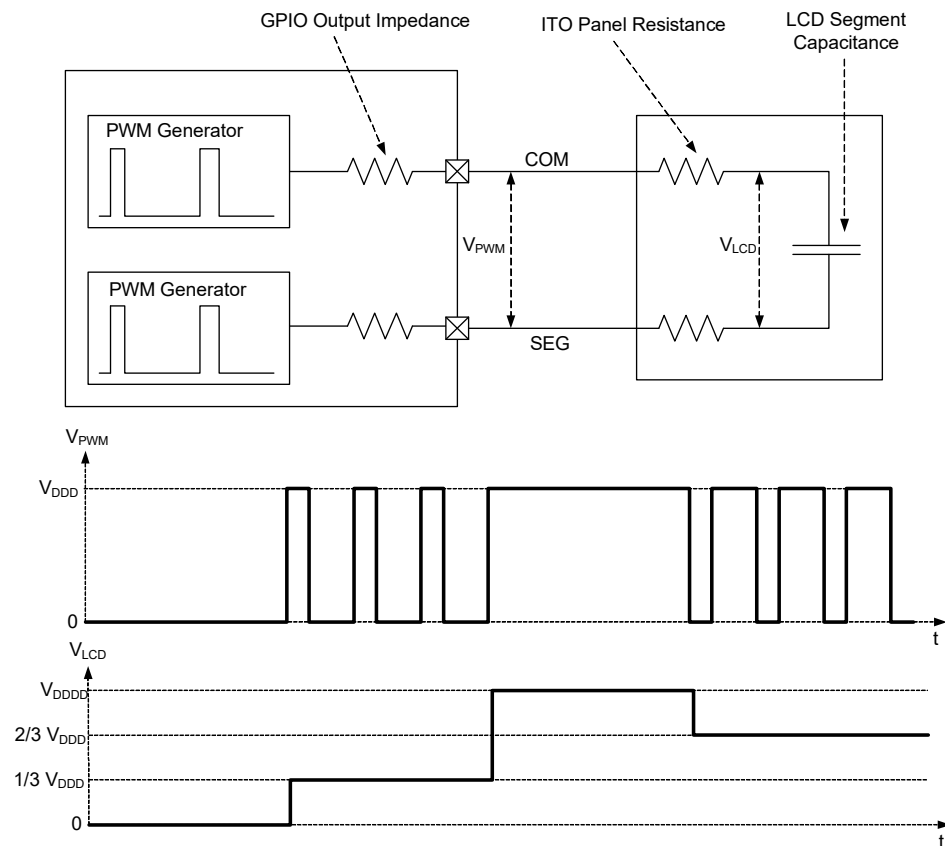 GPIO Output Impedance
ITO Panel Resistance
LCD Segment
Capacitance
PWM Generator
COM
VPWM
VLCD
PWM Generator
SEG
VPWM
VDDD
0
t
VLCD
VDDDD
2/3 VDDD
1/3 VDDD
0
t